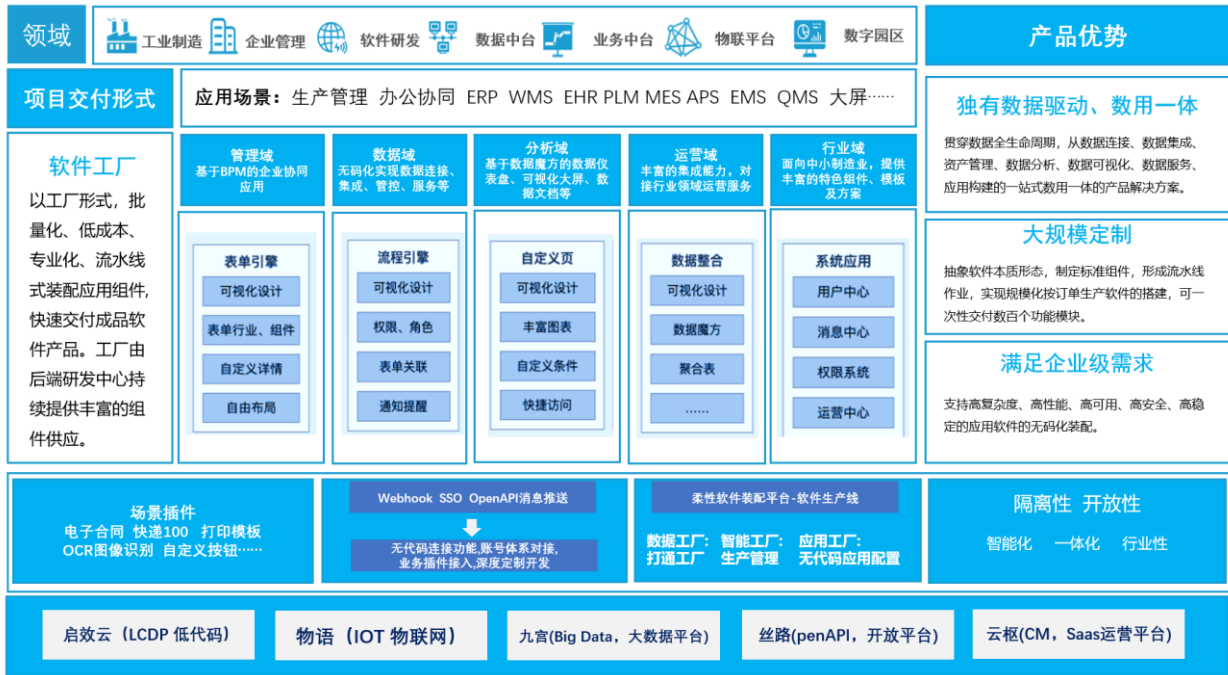 领域
工业制造
企业管理
软件研发
数据中台
业务中台
物联平台
数字园区
产品优势
项目交付形式
应用场景：生产管理 办公协同 ERP WMS EHR PLM MES APS EMS QMS 大屏······
软件工厂
以工厂形式，批
量化、低成本、
专业化、流水线
式装配应用组件，
快速交付成品软
件产品。工厂由
后端研发中心持
续提供丰富的组
件供应。
管理域
基于BPM的企业协同
应用
表单引擎
可视化设计
表单行业、组件
自定义详情
自由布局
数据域
无码化实现数据连接、
集成、管控、服务等
流程引擎
可视化设计
权限、角色
表单关联
通知提醒
分析域
基于数据魔方的数据仪
表盘、可视化大屏、数
据文档等
自定义页
可视化设计
丰富图表
自定义条件
快捷访问
运营域
丰富的集成能力，对
接行业领域运营服务
数据整合
可视化设计
数据魔方
聚合表
······
行业域
面向中小制造业，提供
丰富的特色组件、模板
及方案
系统应用
用户中心
消息中心
权限系统
运营中心
独有数据驱动、数用一体
贯穿数据全生命周期，从数据连接、数据集成、
资产管理、数据分析、数据可视化、数据服务、
应用构建的一站式数用一体的产品解决方案。
大规模定制
抽象软件本质形态，制定标准组件，形成流水线
作业，实现规模化按订单生产软件的搭建，可一
次性交付数百个功能模块。
满足企业级需求
支持高复杂度、高性能、高可用、高安全、高稳
定的应用软件的无码化装配。
场景插件
电子合同 快递100 打印模板
OCR图像识别 自定义按钮······
Webhook SSO OpenAPI消息推送
无代码连接功能,账号体系对接,
业务插件接入,深度定制开发
柔性软件装配平台-软件生产线
数据工厂: 智能工厂: 应用工厂:
打通工厂 生产管理 无代码应用配置
隔离性 开放性
智能化 一体化 行业性
启效云（LCDP 低代码）
物语（IOT 物联网）
九宫(Big Data，大数据平台)
丝路(penAPI，开放平台)
云枢(CM，Saas运营平台)